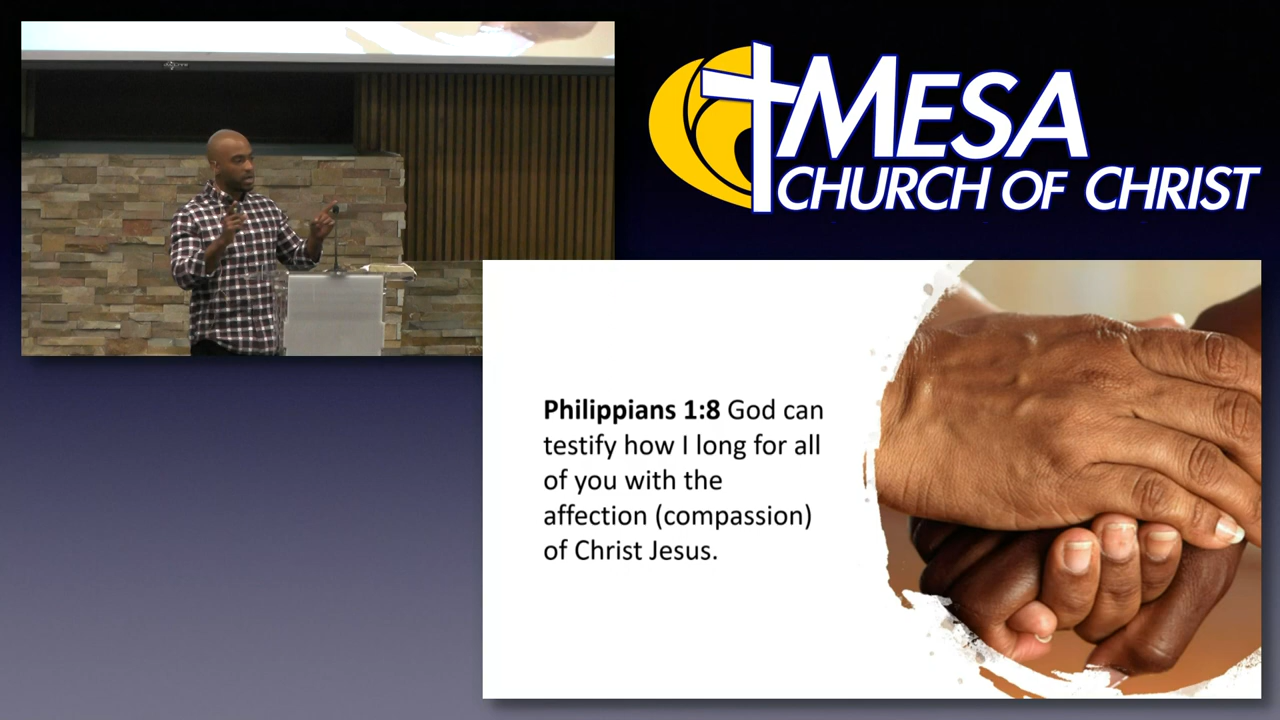 MESA
CHURCH OF CHRIST
Philippians 1:8 God can
testify how I long for all
of you with the
affection (compassion)
of Christ Jesus.